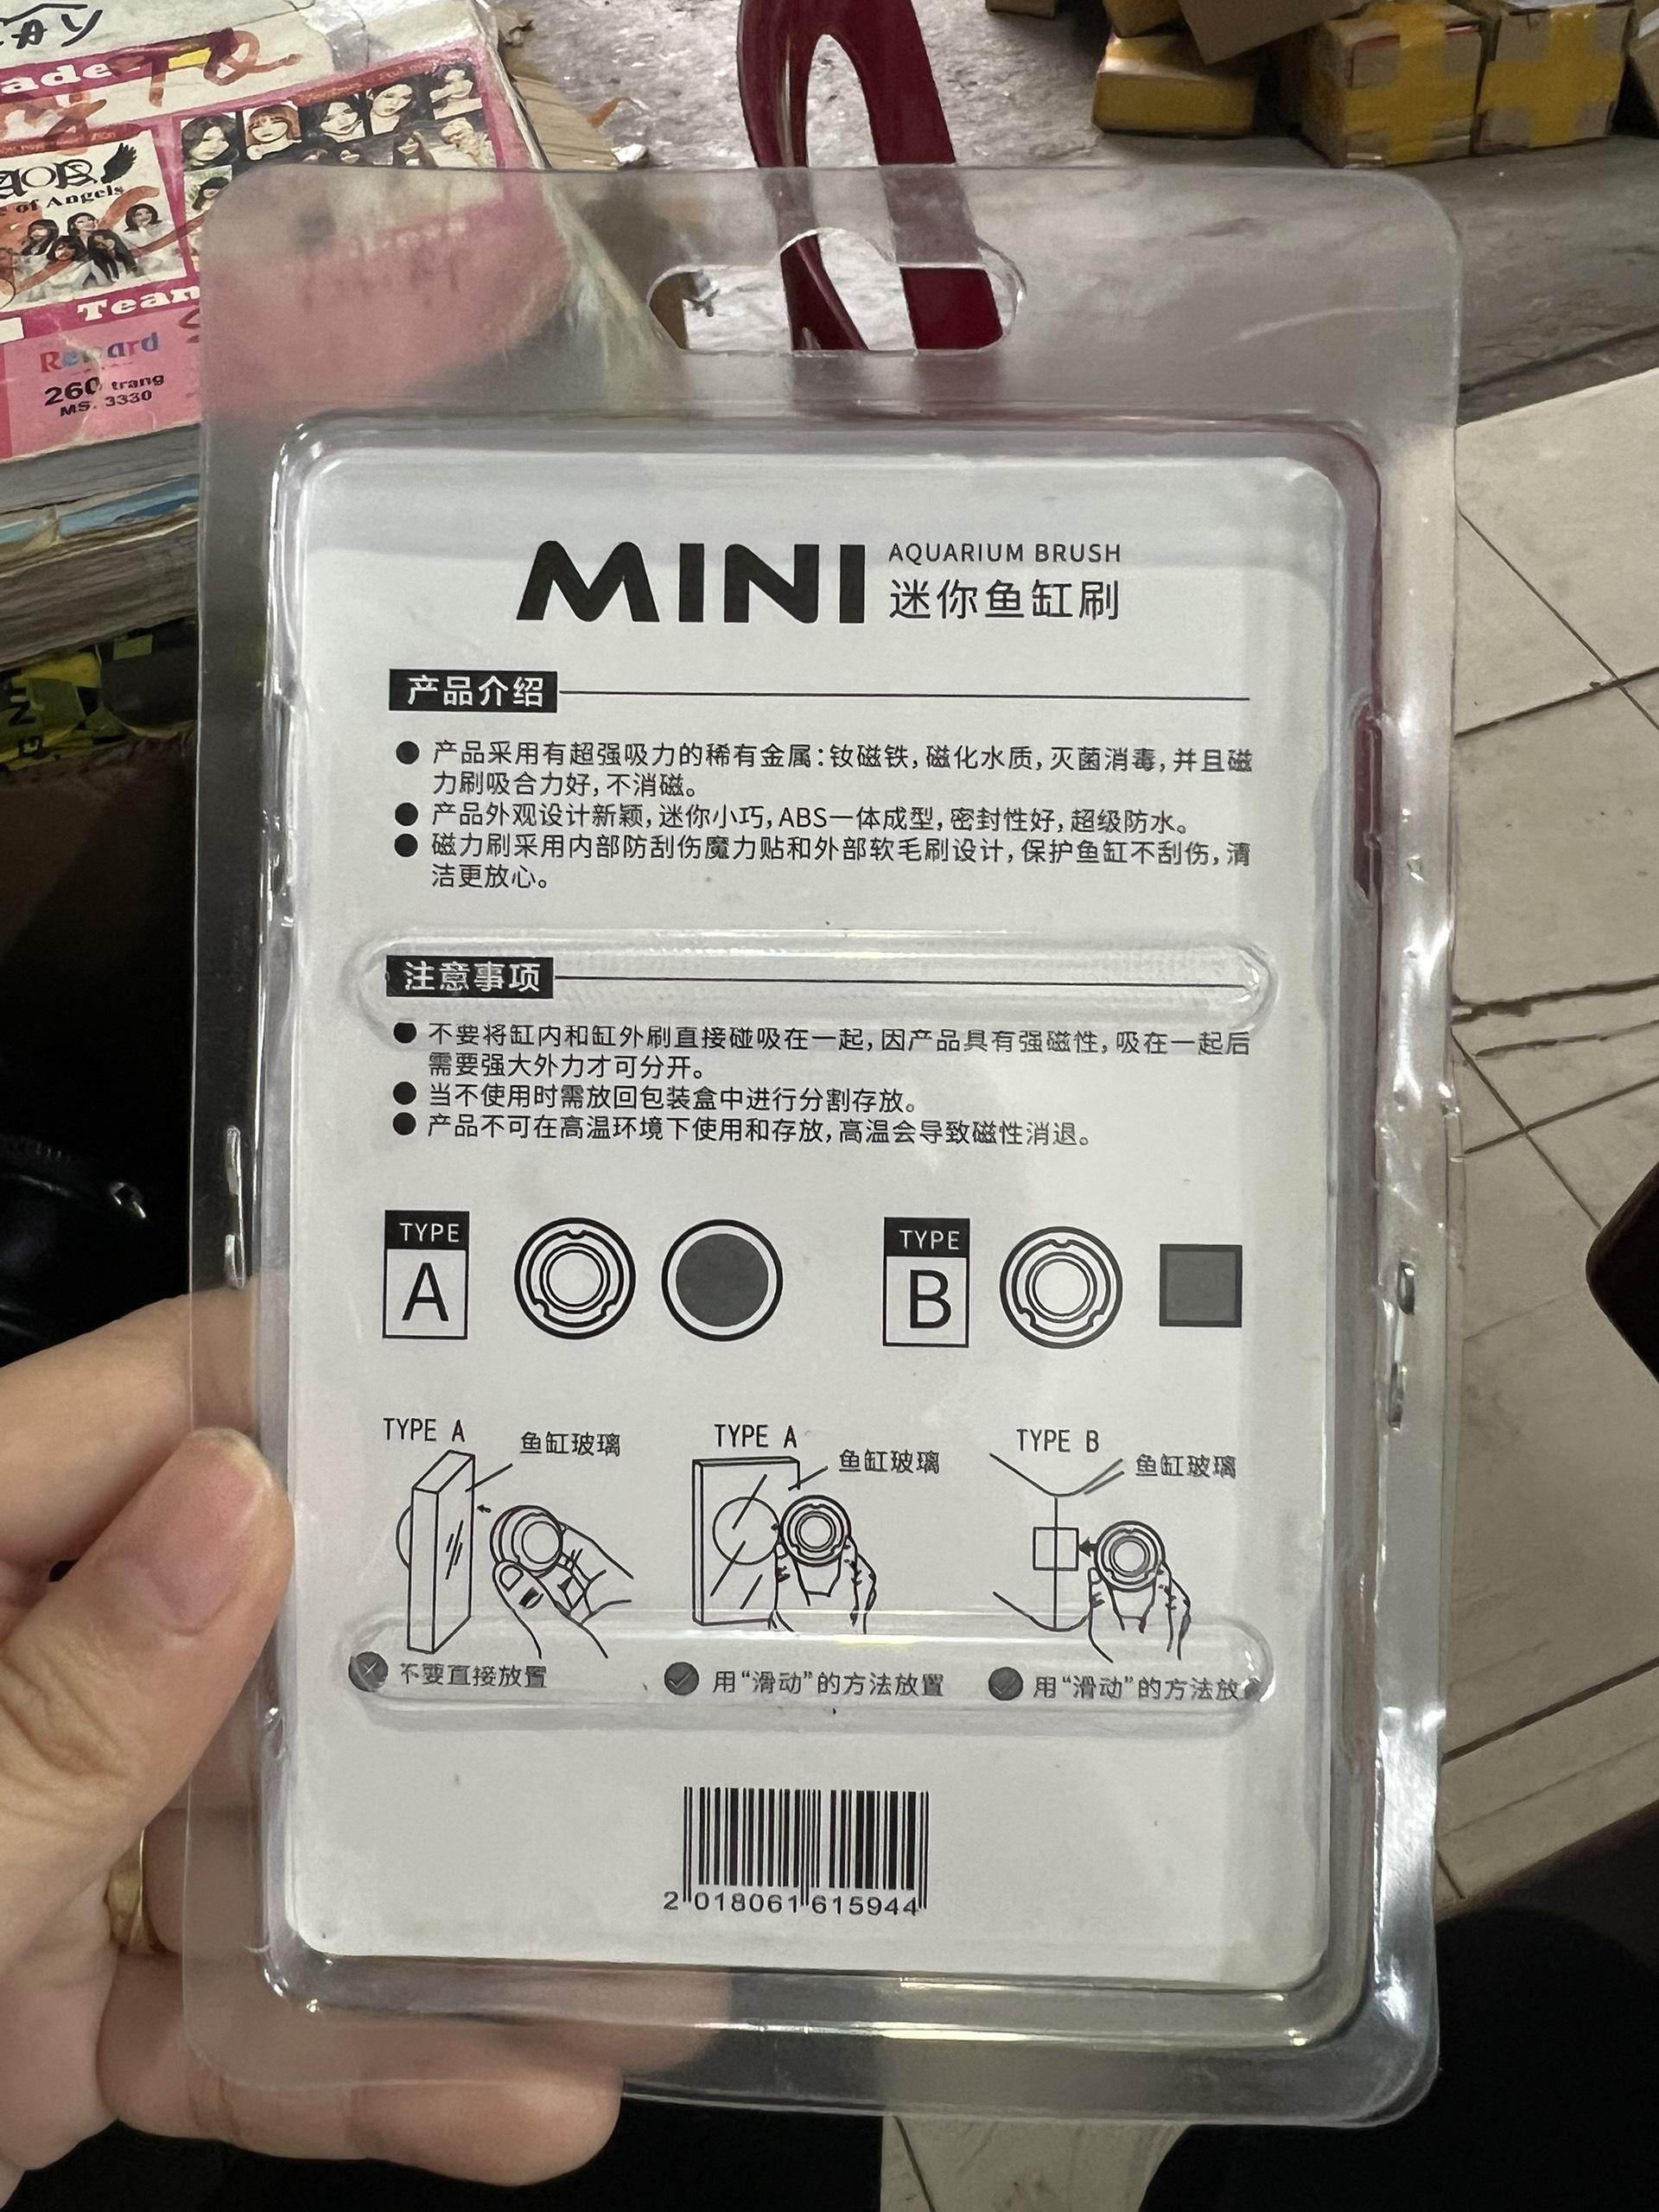 Team
Reward
260 trang
MS. 3330
of Angels
MINI
AQUARIUM BRUSH
迷你鱼缸刷
产品介绍
● 产品采用有超强吸力的稀有金属:钕磁铁,磁化水质,灭菌消毒,并且磁
力刷吸合力好,不消磁。
● 产品外观设计新颖,迷你小巧,ABS一体成型,密封性好,超级防水。
● 磁力刷采用内部防刮伤魔力贴和外部软毛刷设计,保护鱼缸不刮伤,清
洁更放心。
注意事项
● 不要将缸内和缸外刷直接碰吸在一起,因产品具有强磁性,吸在一起后
需要强大外力才可分开。
● 当不使用时需放回包装盒中进行分割存放。
● 产品不可在高温环境下使用和存放,高温会导致磁性消退。
TYPE
A
TYPE
B
TYPE A
鱼缸玻璃
TYPE A
鱼缸玻璃
TYPE B
鱼缸玻璃
不要直接放置
用“滑动”的方法放置
用“滑动”的方法放
2 018061 615944